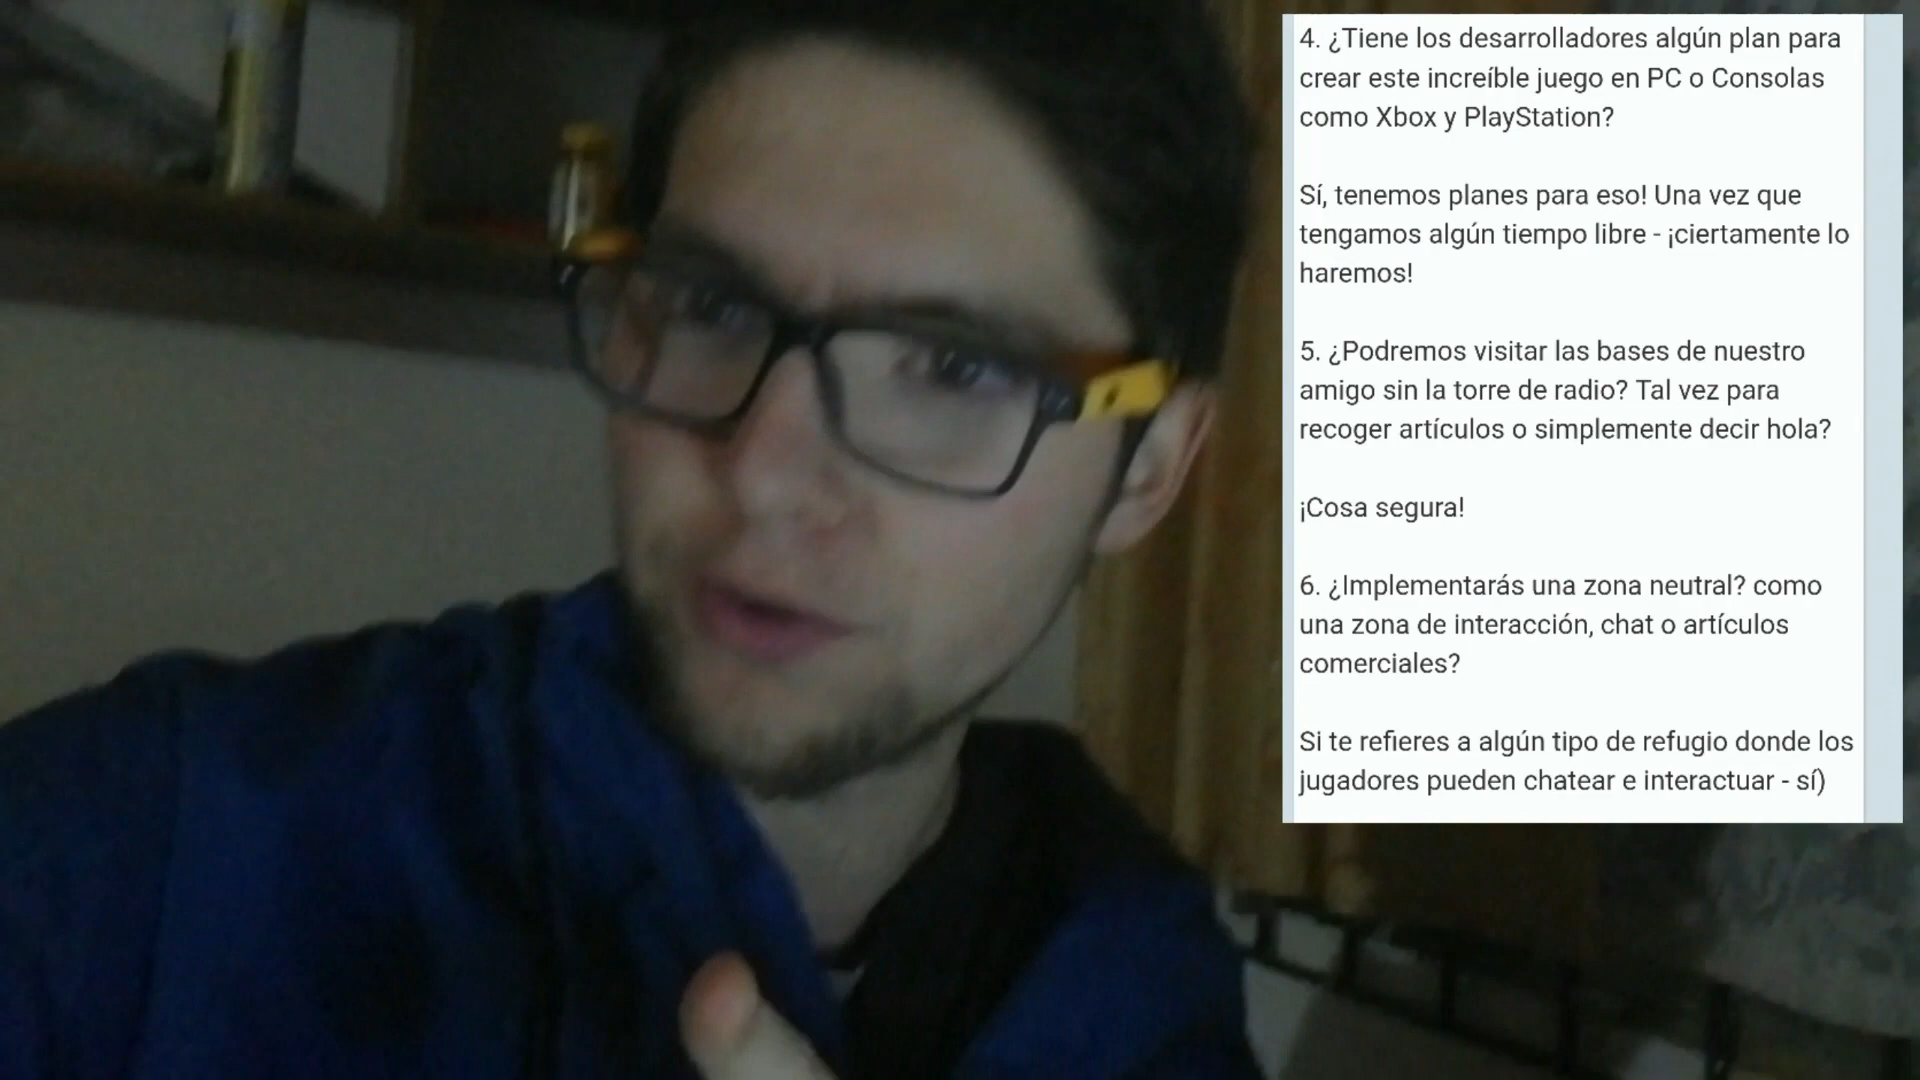 4. ¿Tiene los desarrolladores algún plan para
crear este increíble juego en PC o Consolas
como Xbox y PlayStation?
Sí, tenemos planes para eso! Una vez que
tengamos algún tiempo libre - ¡ciertamente lo
haremos!
5. ¿Podremos visitar las bases de nuestro
amigo sin la torre de radio? Tal vez para
recoger artículos o simplemente decir hola?
¡Cosa segura!
6. ¿Implementarás una zona neutral? como
una zona de interacción, chat o artículos
comerciales?
Si te refieres a algún tipo de refugio donde los
jugadores pueden chatear e interactuar - sí)